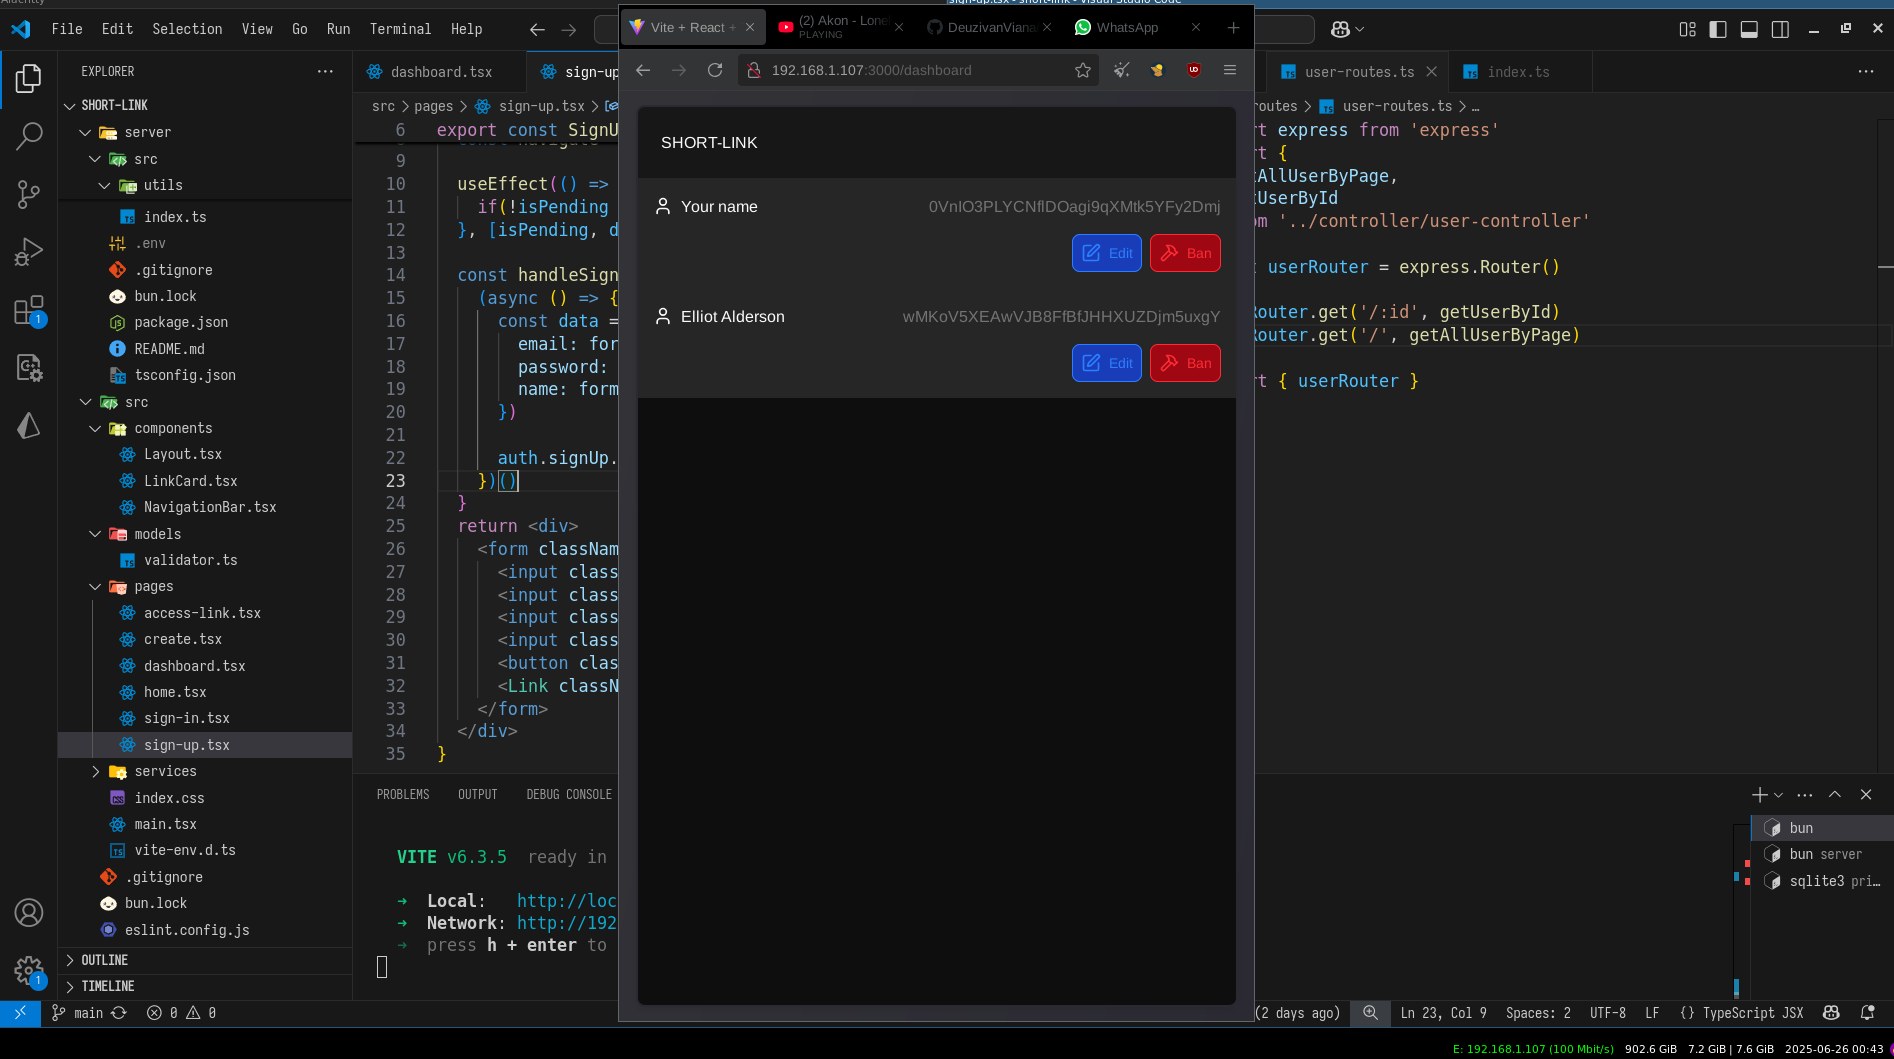 sign-up.tsx - short-link - Visual Studio Code
File Edit Selection View Go Run Terminal Help
Vite + React +
(2) Akon - Lonel
PLAYING
DeuzivanViana
WhatsApp
192.168.1.107:3000/dashboard
EXPLORER
SHORT-LINK
server
src
utils
index.ts
.env
.gitignore
bun.lock
package.json
README.md
tsconfig.json
src
components
Layout.tsx
LinkCard.tsx
NavigationBar.tsx
models
validator.ts
pages
access-link.tsx
create.tsx
dashboard.tsx
home.tsx
sign-in.tsx
sign-up.tsx
services
index.css
main.tsx
vite-env.d.ts
.gitignore
bun.lock
eslint.config.js
OUTLINE
TIMELINE
dashboard.tsx
sign-up
src > pages > sign-up.tsx >
6 export const SignU
9
10 useEffect(() =>
11 if(!isPending
12 }, [isPending, d
13
14 const handleSign
15 (async () => {
16 const data =
17 email: for
18 password:
19 name: form
20 })
21
22 auth.signUp.
23 })()
24 }
25 return <div>
26 <form classNam
27 <input class
28 <input class
29 <input class
30 <input class
31 <button clas
32 <Link classN
33 </form>
34 </div>
35 }
SHORT-LINK
Your name 0VnIO3PLYCNflDOagi9qXMtk5YFy2Dmj
Edit Ban
Elliot Alderson wMKoV5XEAwVJB8FfBfJHHXUZDjm5uxgY
Edit Ban
user-routes.ts
index.ts
routes > user-routes.ts > …
rt express from 'express'
rt {
tAllUserByPage,
tUserById
om '../controller/user-controller'
t userRouter = express.Router()
Router.get('/:id', getUserById)
Router.get('/', getAllUserByPage)
rt { userRouter }
PROBLEMS OUTPUT DEBUG CONSOLE
VITE v6.3.5 ready in
➜ Local: http://loc
➜ Network: http://192
➜ press h + enter to
bun
bun server
sqlite3 pri…
1
1
main
0 0
(2 days ago)
Ln 23, Col 9
Spaces: 2
UTF-8
LF
{} TypeScript JSX
E: 192.168.1.107 (100 Mbit/s) 902.6 GiB 7.2 GiB | 7.6 GiB 2025-06-26 00:43